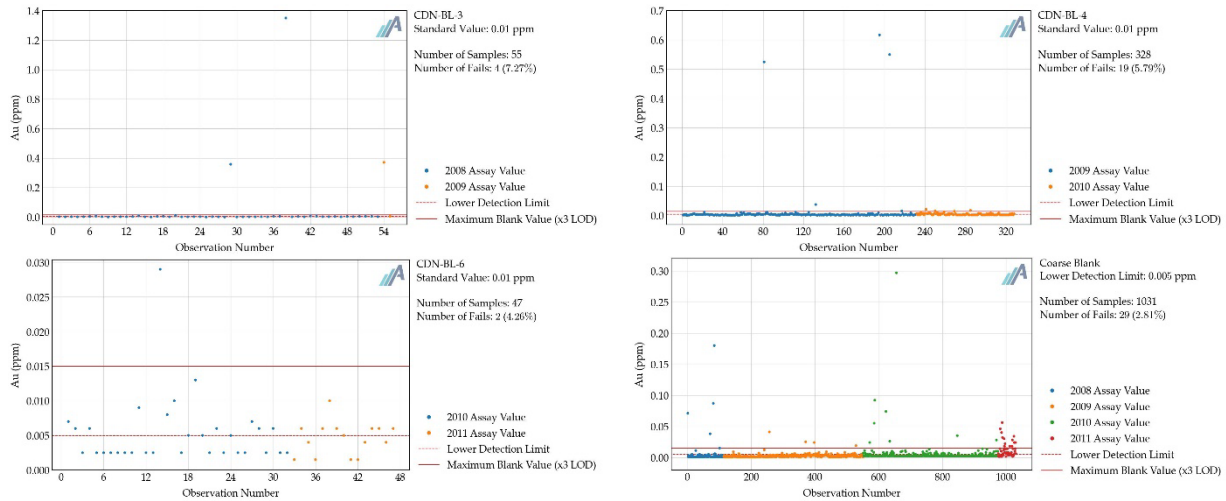 CDN-BL-3
Standard Value: 0.01 ppm
Number of Samples: 55
Number of Fails: 4 (7.27%)
1.4
1.2
1.0
0.8
0.6
0.4
0.2
0.0
Au (ppm)
0 6 12 18 24 30 36 42 48 54
Observation Number
2008 Assay Value
2009 Assay Value
Lower Detection Limit
Maximum Blank Value (x3 LOD)
CDN-BL-4
Standard Value: 0.01 ppm
Number of Samples: 328
Number of Fails: 19 (5.79%)
0.7
0.6
0.5
0.4
0.3
0.2
0.1
0.0
Au (ppm)
0 40 80 120 160 200 240 280 320
Observation Number
2009 Assay Value
2010 Assay Value
Lower Detection Limit
Maximum Blank Value (x3 LOD)
CDN-BL-6
Standard Value: 0.01 ppm
Number of Samples: 47
Number of Fails: 2 (4.26%)
0.030
0.025
0.020
0.015
0.010
0.005
0.000
Au (ppm)
0 6 12 18 24 30 36 42 48
Observation Number
2010 Assay Value
2011 Assay Value
Lower Detection Limit
Maximum Blank Value (x3 LOD)
Coarse Blank
Lower Detection Limit: 0.005 ppm
Number of Samples: 1031
Number of Fails: 29 (2.81%)
0.30
0.25
0.20
0.15
0.10
0.05
0.00
Au (ppm)
0 200 400 600 800 1000
Observation Number
2008 Assay Value
2009 Assay Value
2010 Assay Value
2011 Assay Value
Lower Detection Limit
Maximum Blank Value (x3 LOD)